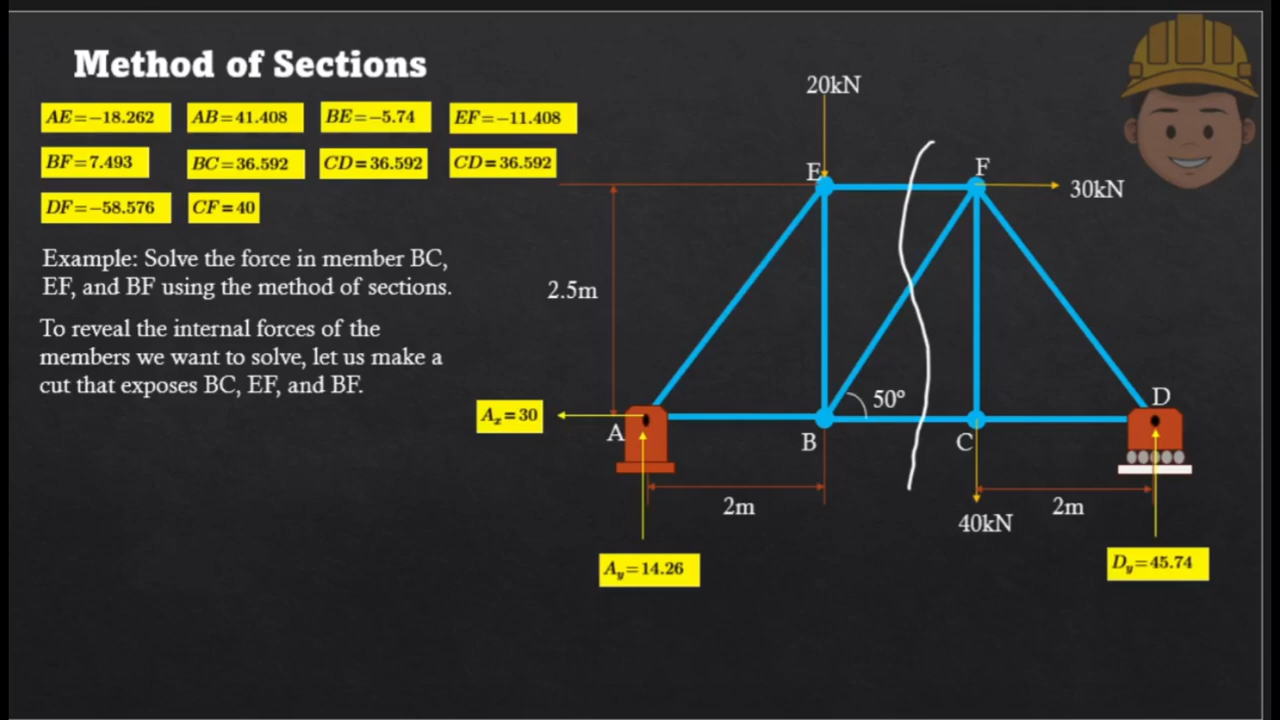 Method of Sections
AE=−18.262
AB=41.408
BE=−5.74
EF=−11.408
BF=7.493
BC=36.592
CD=36.592
CD=36.592
DF=−58.576
CF=40
Example: Solve the force in member BC,
EF, and BF using the method of sections.
To reveal the internal forces of the
members we want to solve, let us make a
cut that exposes BC, EF, and BF.
20kN
E
F
30kN
2.5m
50°
Aₓ=30
A
B
C
D
2m
2m
40kN
A_y=14.26
D_y=45.74